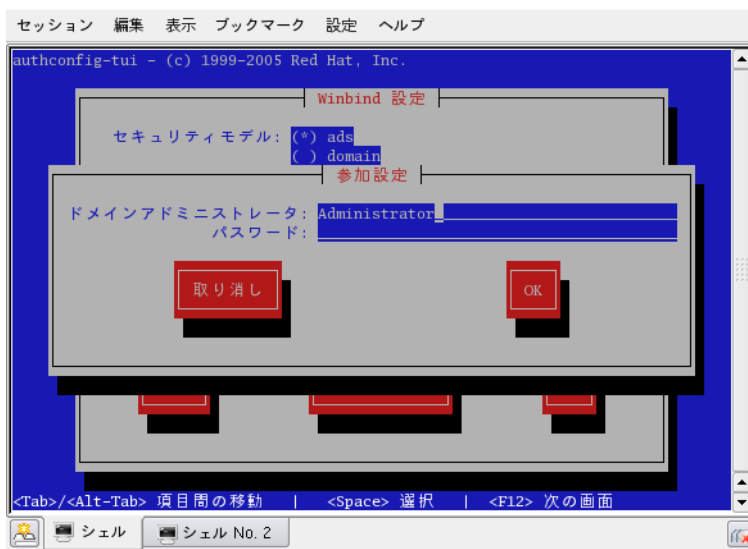 セッション 編集 表示 ブックマーク 設定 ヘルプ
authconfig-tui - (c) 1999-2005 Red Hat, Inc.
Winbind 設定
セキュリティモデル: (*) ads
( ) domain
参加設定
ドメインアドミニストレータ: Administrator_
パスワード:
取り消し OK
<Tab>/<Alt-Tab> 項目間の移動 | <Space> 選択 | <F12> 次の画面
シェル シェル No. 2